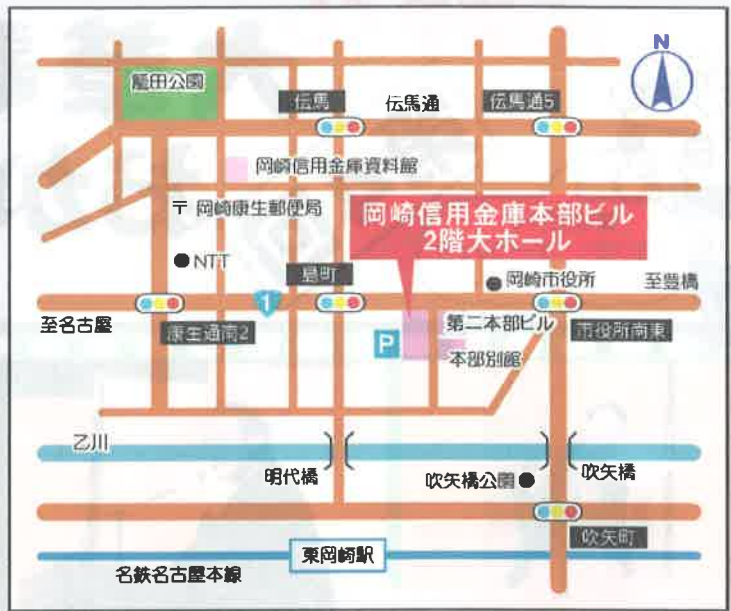 N
籠田公園
伝馬
伝馬通
伝馬通5
岡崎信用金庫資料館
〒 岡崎康生郵便局
岡崎信用金庫本部ビル
2階大ホール
NTT
島町
岡崎市役所
至豊橋
1
至名古屋
康生通南2
P
第二本部ビル
市役所南東
本部別館
乙川
明代橋
吹矢橋公園
吹矢橋
吹矢町
東岡崎駅
名鉄名古屋本線